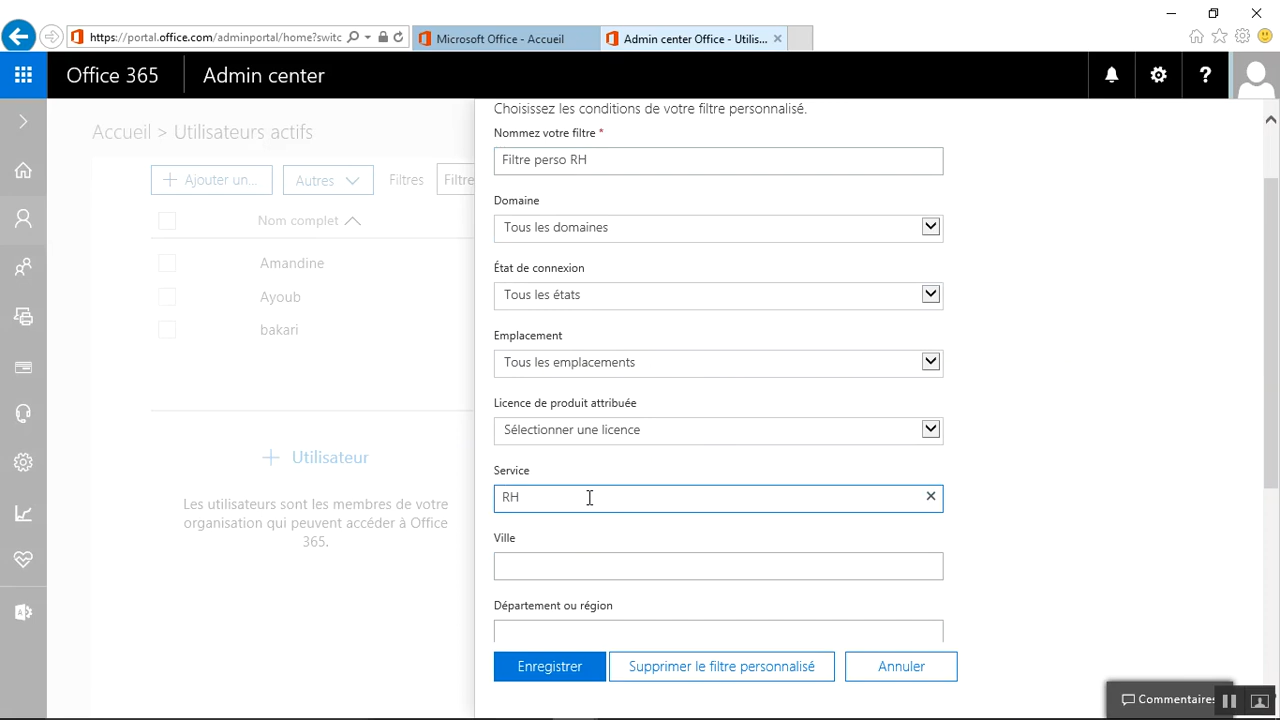 https://portal.office.com/adminportal/home?switc
Microsoft Office - Accueil
Admin center Office - Utilis...
Office 365
Admin center
?
Accueil > Utilisateurs actifs
Ajouter un...
Autres
Filtres
Filtre
Nom complet
Amandine
Ayoub
bakari
Utilisateur
Les utilisateurs sont les membres de votre
organisation qui peuvent accéder à Office
365.
Choisissez les conditions de votre filtre personnalisé.
Nommez votre filtre *
Filtre perso RH
Domaine
Tous les domaines
État de connexion
Tous les états
Emplacement
Tous les emplacements
Licence de produit attribuée
Sélectionner une licence
Service
RH
Ville
Département ou région
Enregistrer
Supprimer le filtre personnalisé
Annuler
Commentaires